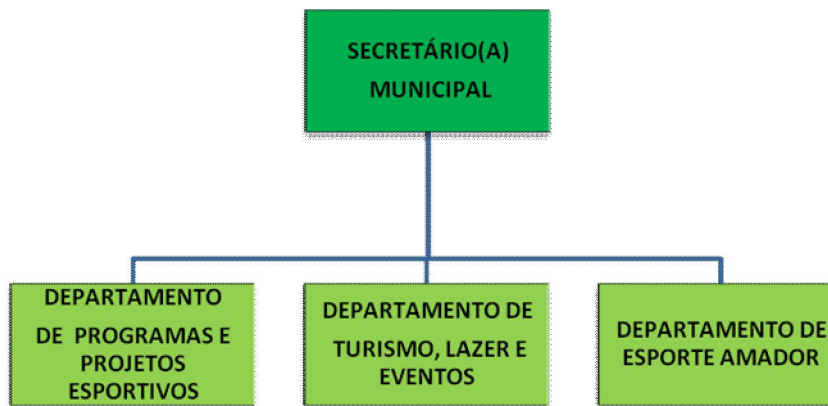 SECRETÁRIO(A)
MUNICIPAL
DEPARTAMENTO
DE PROGRAMAS E
PROJETOS
ESPORTIVOS
DEPARTAMENTO DE
TURISMO, LAZER E
EVENTOS
DEPARTAMENTO DE
ESPORTE AMADOR